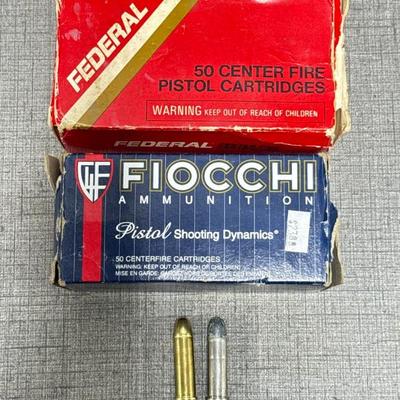 FEDERAL
50 CENTER FIRE
PISTOL CARTRIDGES
WARNING KEEP OUT OF REACH OF CHILDREN
FEDERAL
FIOCCHI
AMMUNITION
Pistol Shooting Dynamics®
50 CENTERFIRE CARTRIDGES
WARNING: KEEP OUT OF REACH OF CHILDREN